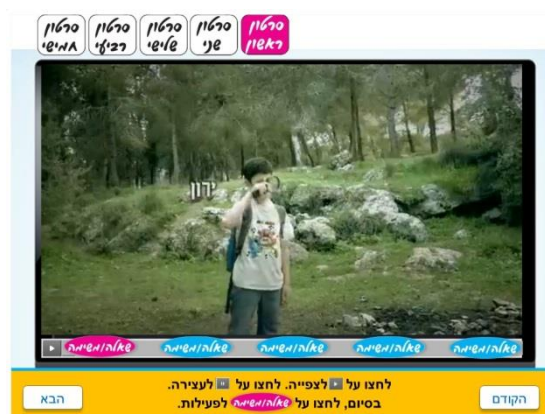 סרטון ראשון
סרטון שני
סרטון שלישי
סרטון רביעי
סרטון חמישי
ירון
שאלה/משימה
שאלה/משימה
שאלה/משימה
שאלה/משימה
שאלה/משימה
לחצו על לצפייה. לחצו על לעצירה.
בסיום, לחצו על שאלה/משימה לפעילות.
הקודם
הבא